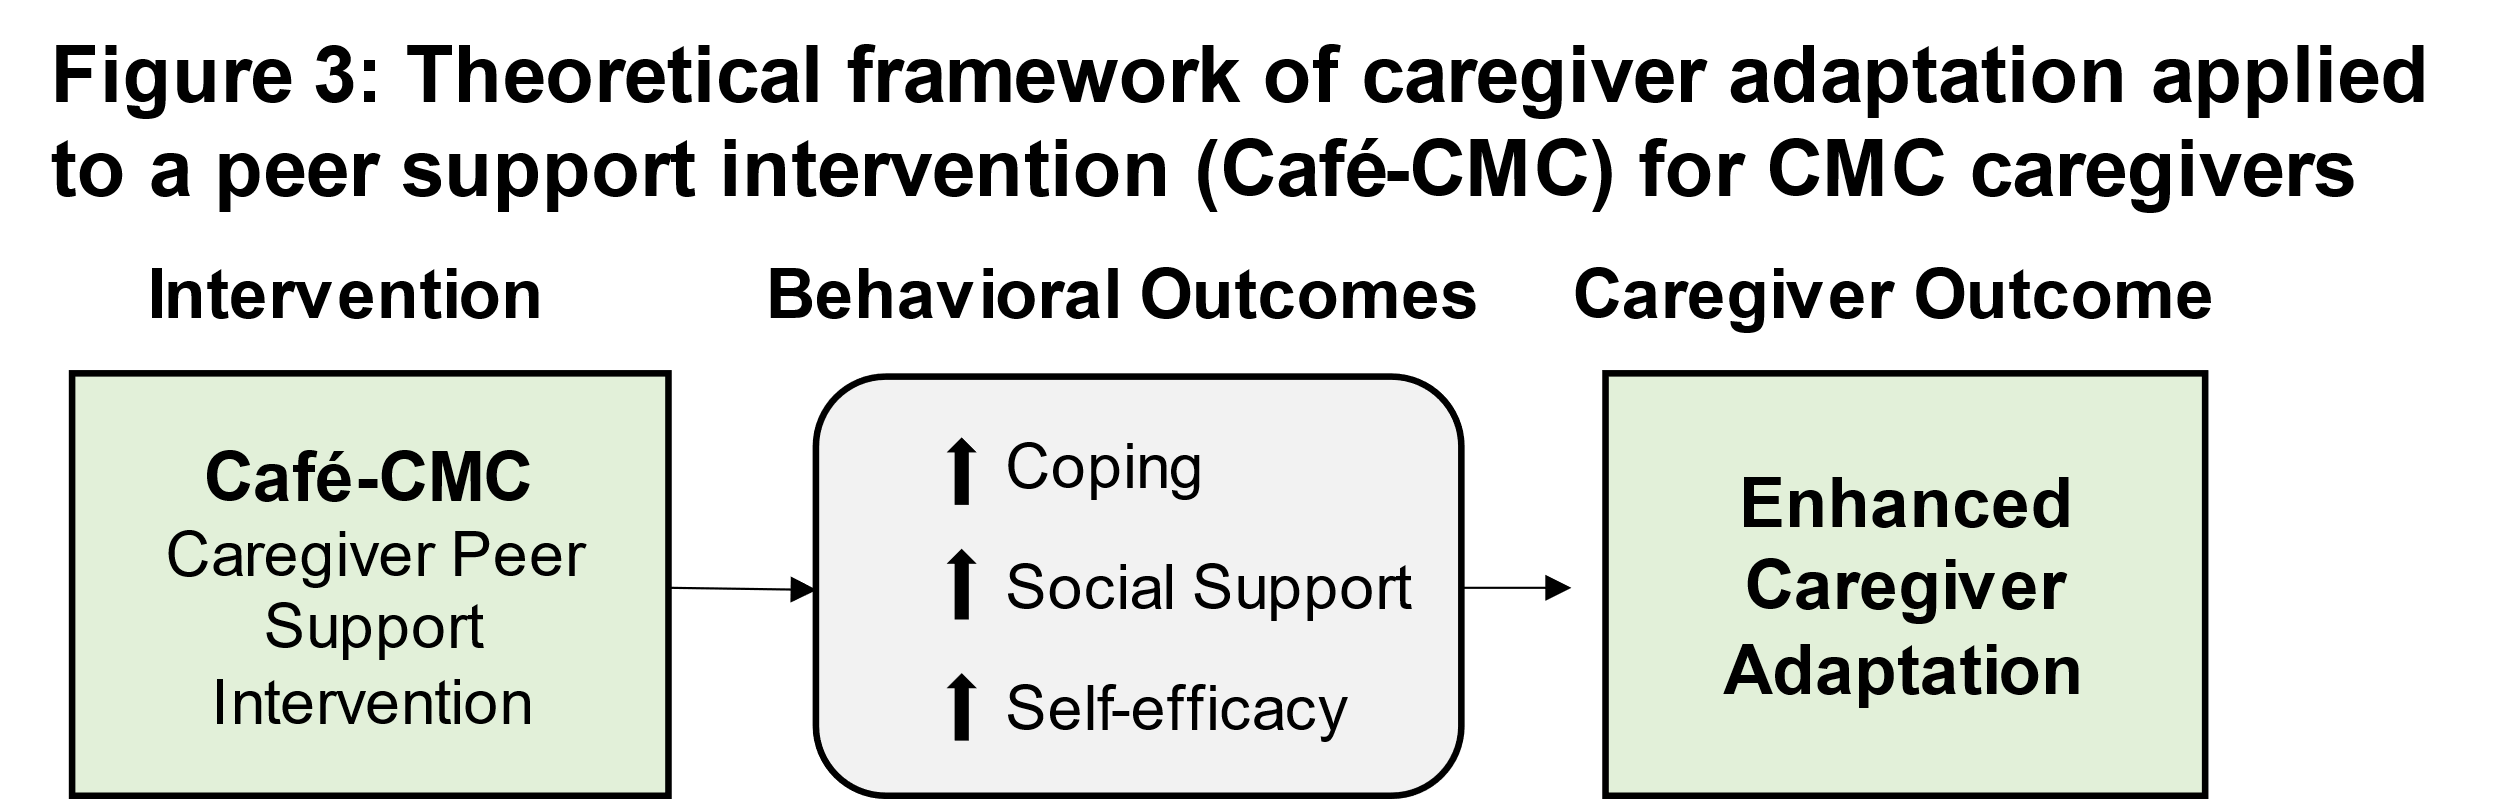 Figure 3: Theoretical framework of caregiver adaptation applied
to a peer support intervention (Café-CMC) for CMC caregivers
Intervention
Behavioral Outcomes
Caregiver Outcome
Café-CMC
Caregiver Peer
Support
Intervention
Coping
Social Support
Self-efficacy
Enhanced
Caregiver
Adaptation